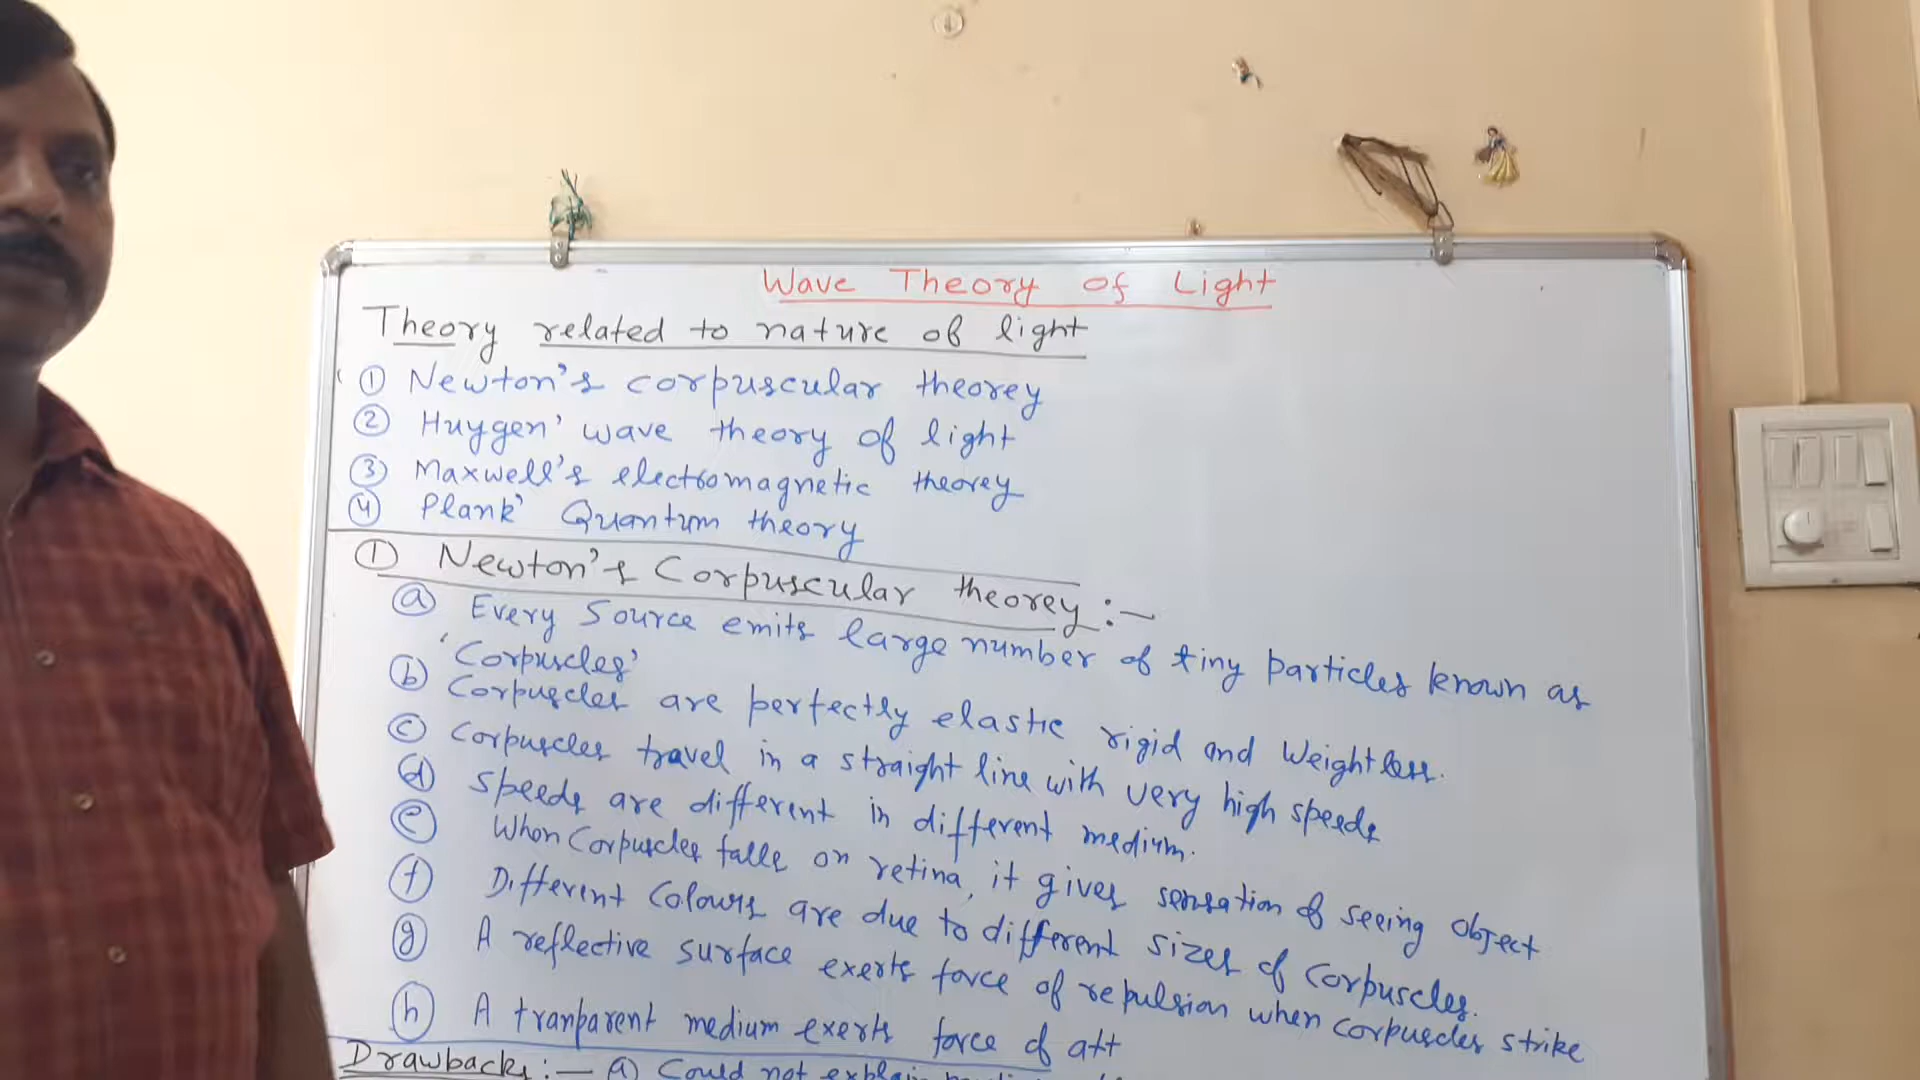 Wave Theory of Light
Theory related to nature of light
① Newton's corpuscular theorey
② Huygen' wave theory of light
③ Maxwell's electromagnetic theorey
④ Plank' Quantum theory
① Newton's Corpuscular theorey :-
ⓐ Every Source emits large number of tiny particles known as
'Corpuscles'
ⓑ Corpuscles are perfectly elastic rigid and Weightless.
ⓒ Corpuscles travel in a straight line with very high speeds
ⓓ Speeds are different in different medium.
ⓔ When Corpuscles falls on retina, it gives sensation of seeing object
ⓕ Different Colours are due to different sizes of Corpuscles.
ⓖ A reflective surface exerts force of repulsion when corpuscles strike
ⓗ A tranparent medium exerts force of att
Drawbacks :- ⓐ Could not explain